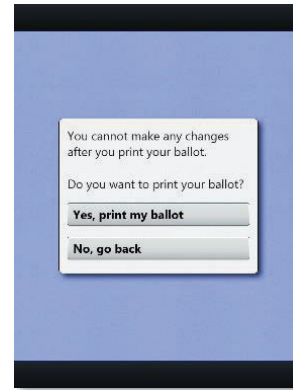 You cannot make any changes
after you print your ballot.
Do you want to print your ballot?
Yes, print my ballot
No, go back